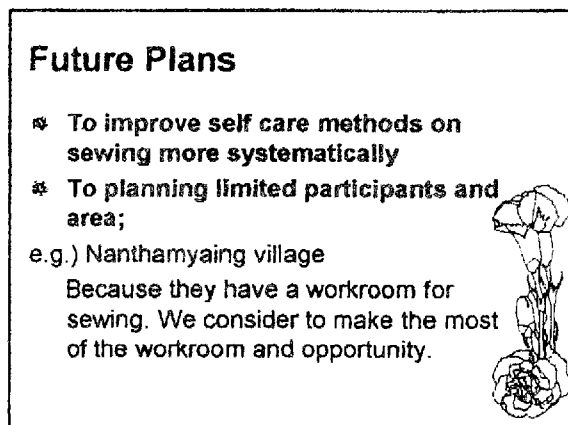 Future Plans
To improve self care methods on
sewing more systematically
To planning limited participants and
area;
e.g.) Nanthamyaing village
Because they have a workroom for
sewing. We consider to make the most
of the workroom and opportunity.